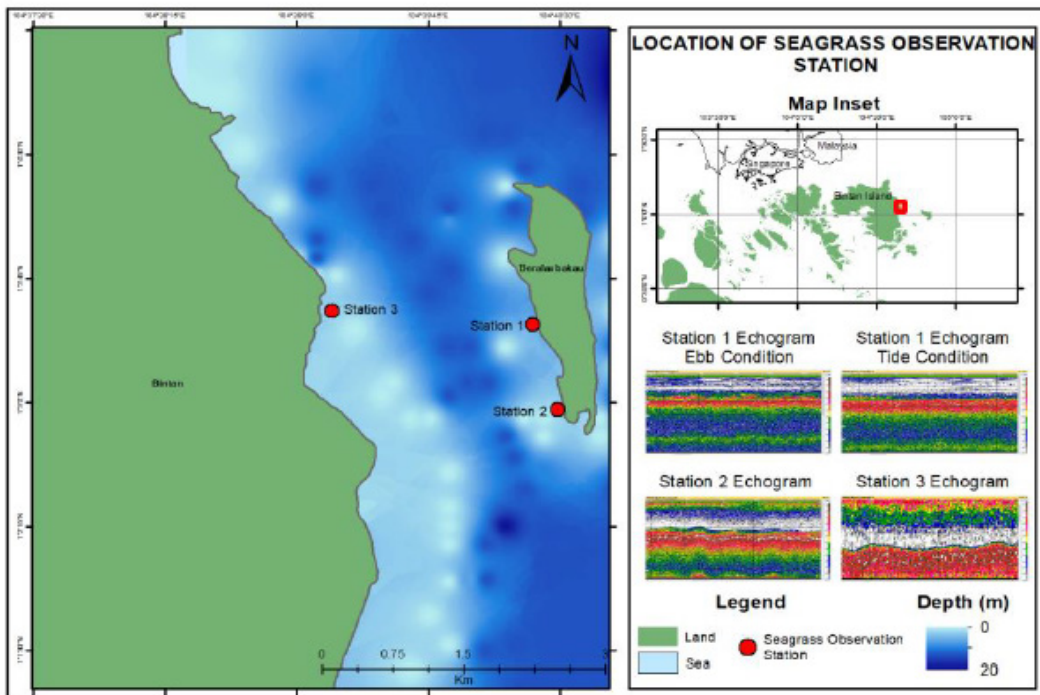 N
Station 3
Station 1
Station 2
0 0.75 1.5 3
Km
LOCATION OF SEAGRASS OBSERVATION
STATION
Map Inset
Malaysia
Singapore
Bintan Island
Station 1 Echogram
Ebb Condition
Station 1 Echogram
Tide Condition
Station 2 Echogram
Station 3 Echogram
Legend
Land
Sea
Seagrass Observation
Station
Depth (m)
0
20